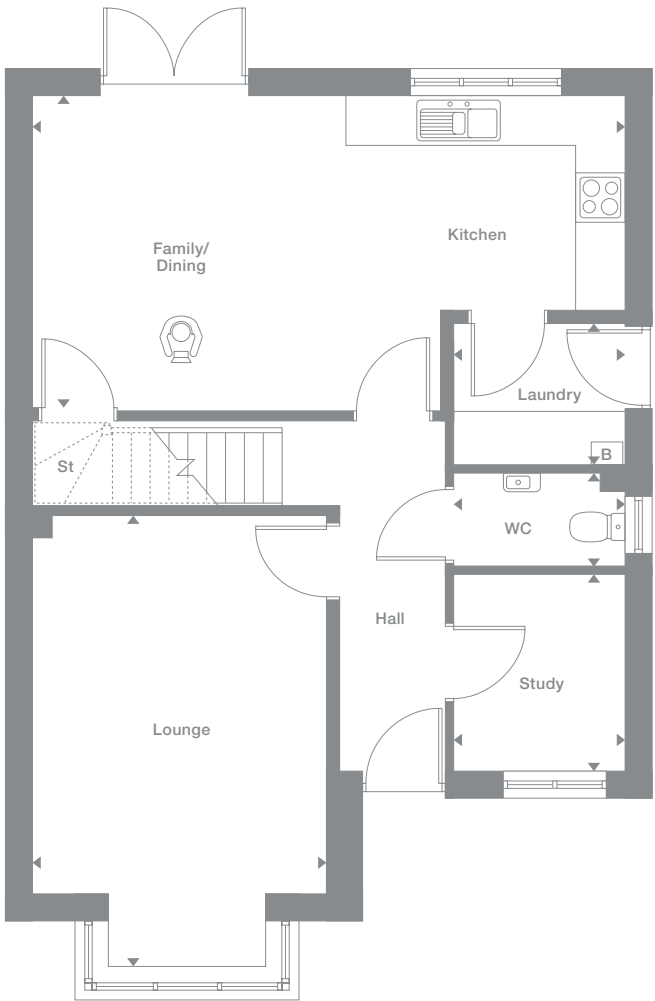 Family/
Dining
Kitchen
Laundry
St
B
WC
Hall
Study
Lounge